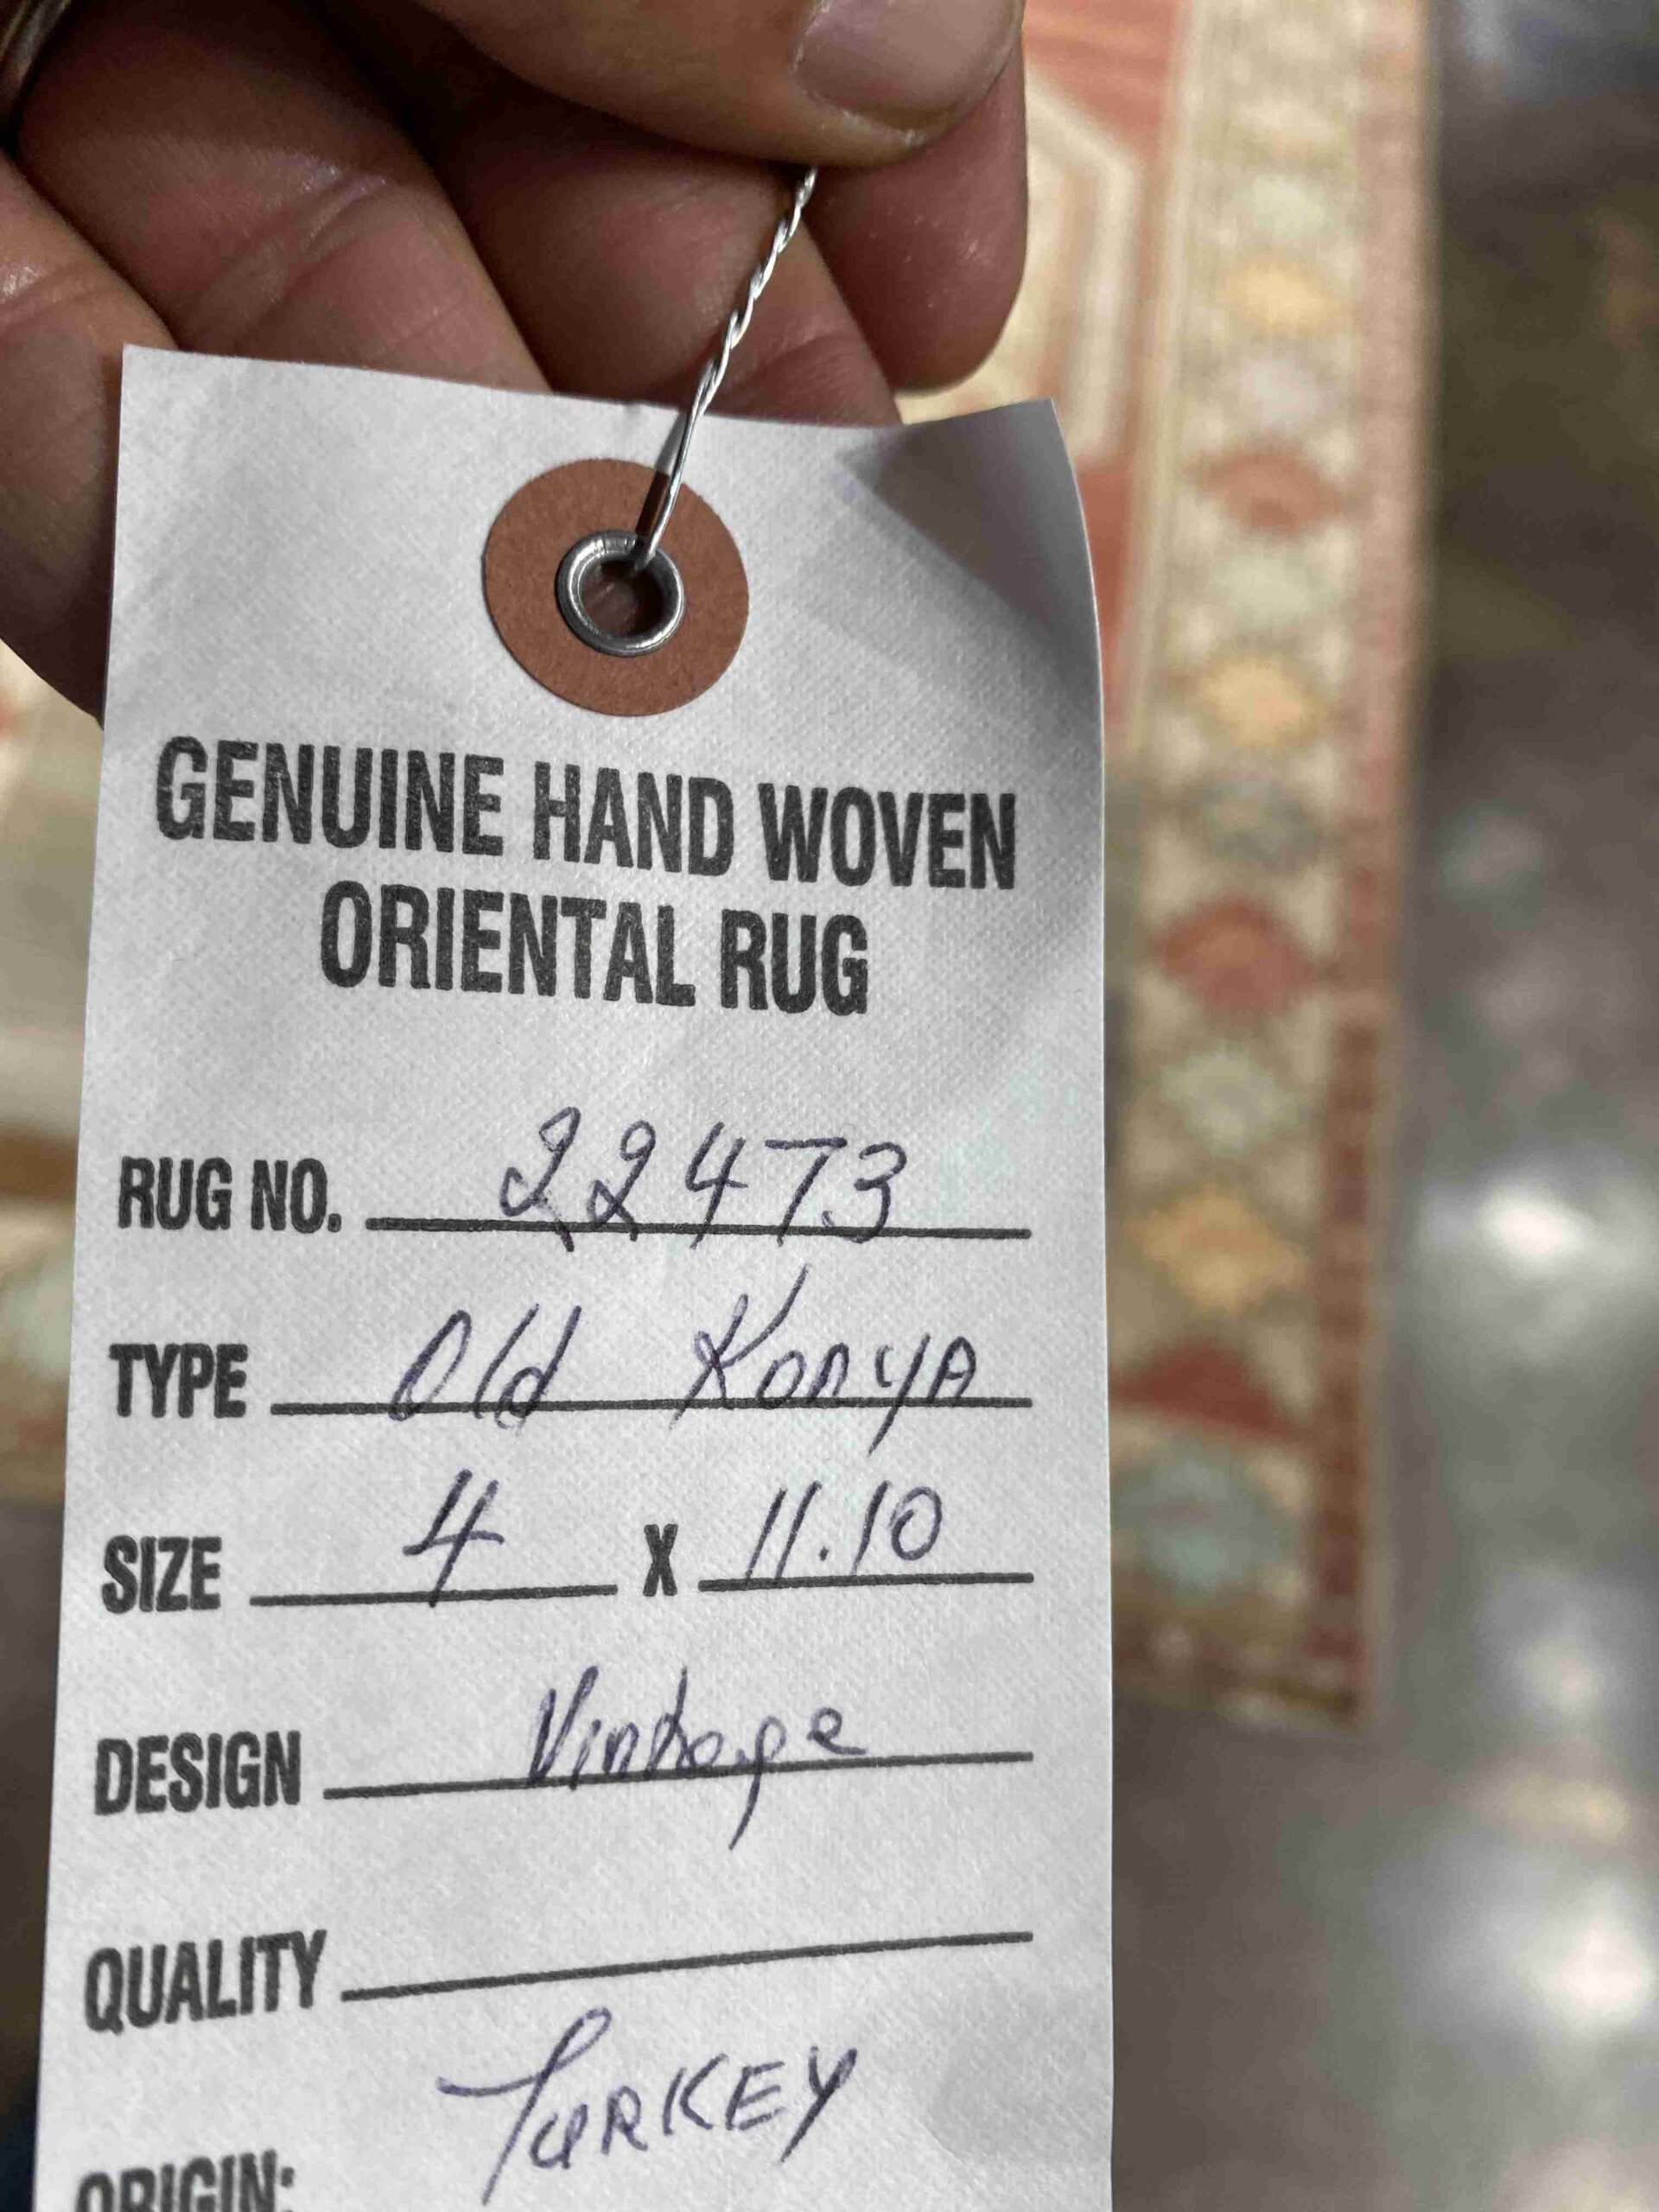 GENUINE HAND WOVEN
ORIENTAL RUG
RUG NO. 22473
TYPE Old KONYA
SIZE 4 X 11.10
DESIGN Vintage
QUALITY
ORIGIN: TURKEY